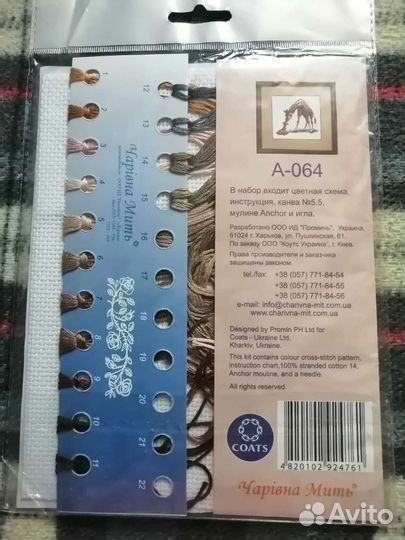 1
2
3
4
5
6
7
8
9
10
11
12
13
14
15
16
17
18
19
20
21
22
Чарівна Мить®
A-064
В набор входит цветная схема,
инструкция, канва №5.5,
мулине Anchor и игла.
Разработано ООО ИД "Проминь". Украина,
61024 г. Харьков, ул. Пушкинская, 61.
По заказу ООО "Коутс Украина", г. Киев.
Права производителя и заказчика
защищены законом.
tel./fax: +38 (057) 771-84-54
+38 (057) 771-84-55
+38 (057) 771-84-56
e-mail: info@charivna-mit.com.ua
www.charivna-mit.com.ua
Designed by Promin PH Ltd for
Coats - Ukraine Ltd.
Kharkiv, Ukraine.
This kit contains colour cross-stitch pattern,
instruction chart,100% stranded cotton 14,
Anchor mouline, and a needle.
All rights reserved.
COATS
4 820102 924761
Чарівна Мить®
Avito